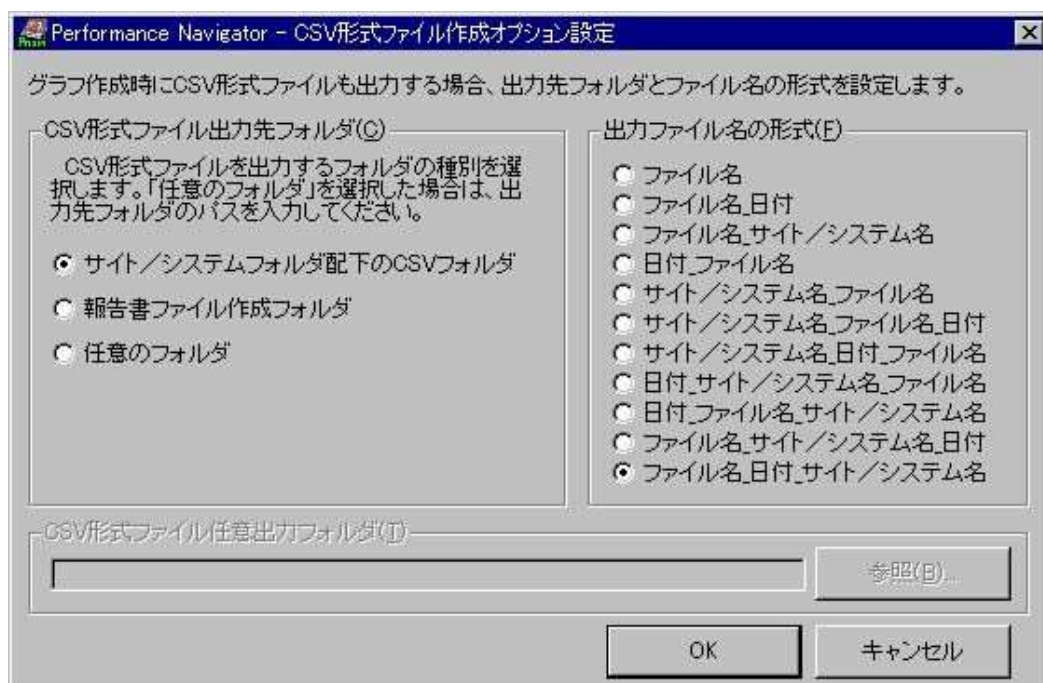 Performance Navigator - CSV形式ファイル作成オプション設定
グラフ作成時にCSV形式ファイルも出力する場合、出力先フォルダとファイル名の形式を設定します。
CSV形式ファイル出力先フォルダ(C)
CSV形式ファイルを出力するフォルダの種別を選
択します。「任意のフォルダ」を選択した場合は、出
力先フォルダのパスを入力してください。
サイト／システムフォルダ配下のCSVフォルダ
報告書ファイル作成フォルダ
任意のフォルダ
出力ファイル名の形式(F)
ファイル名
ファイル名_日付
ファイル名_サイト／システム名
日付_ファイル名
サイト／システム名_ファイル名
サイト／システム名_ファイル名_日付
サイト／システム名_日付_ファイル名
日付_サイト／システム名_ファイル名
日付_ファイル名_サイト／システム名
ファイル名_サイト／システム名_日付
ファイル名_日付_サイト／システム名
CSV形式ファイル任意出力フォルダ(T)
参照(B)...
OK
キャンセル